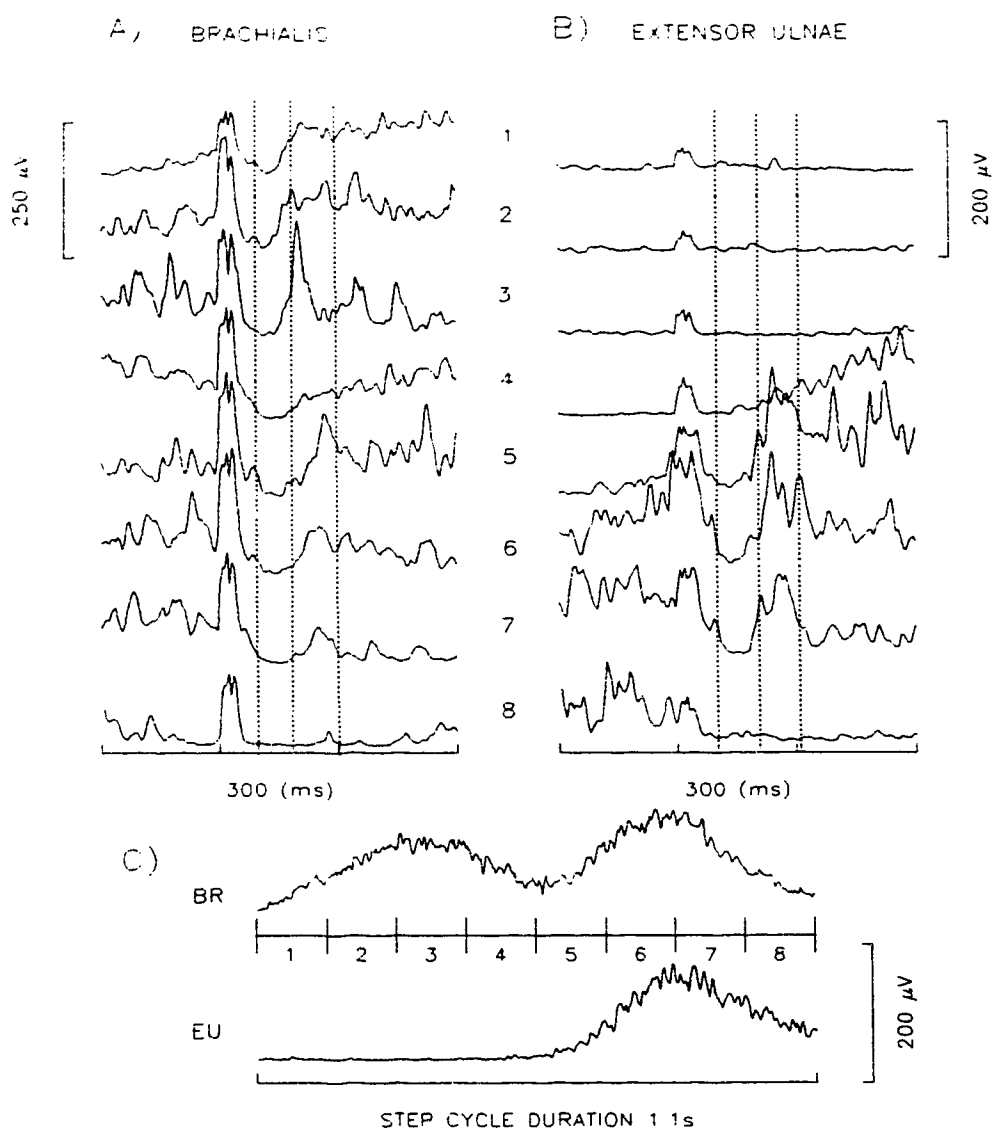 A) BRACHIALIS
B) EXTENSOR ULNAE
250 µV
200 µV
1
2
3
4
5
6
7
8
300 (ms)
300 (ms)
C)
BR
1 2 3 4 5 6 7 8
EU
200 µV
STEP CYCLE DURATION 1 1s